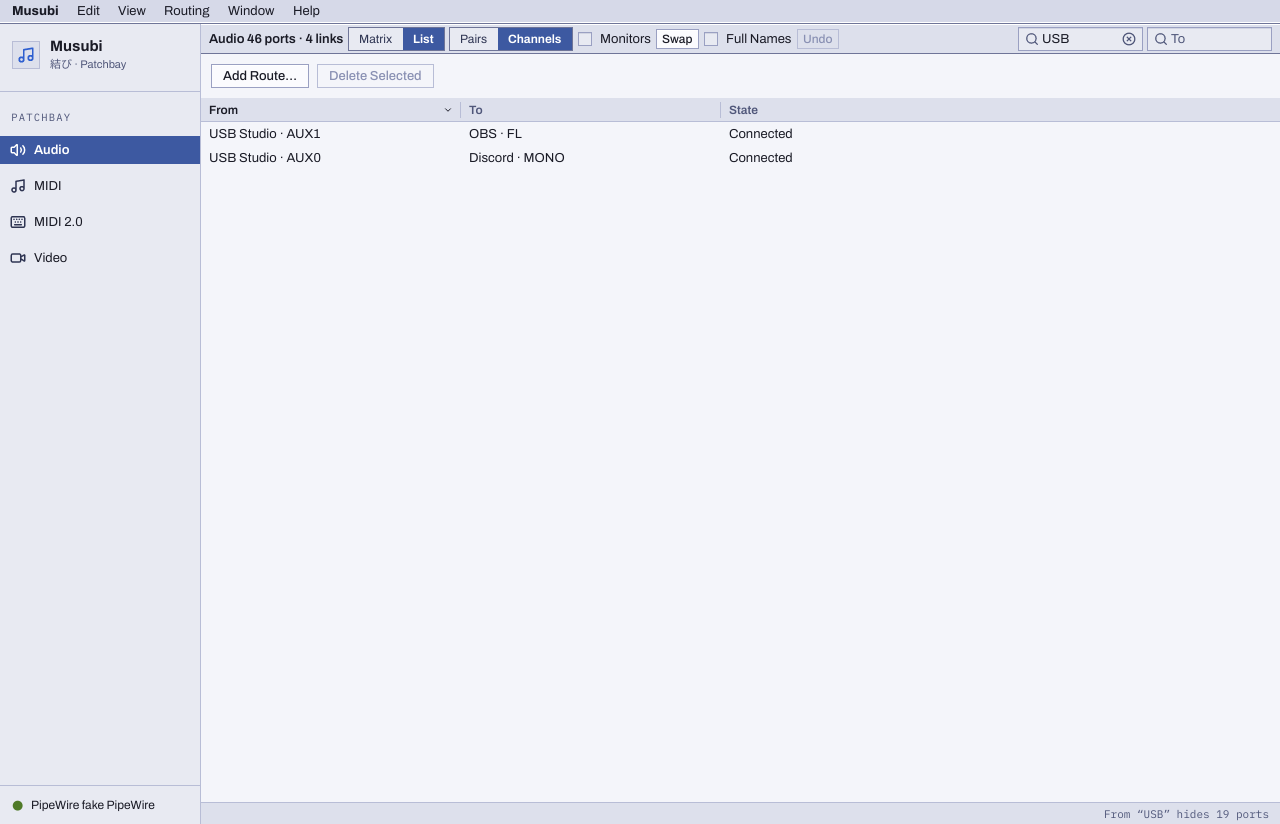 Musubi Edit View Routing Window Help
Musubi
結び · Patchbay
PATCHBAY
Audio
MIDI
MIDI 2.0
Video
PipeWire fake PipeWire
Audio 46 ports · 4 links Matrix List Pairs Channels Monitors Swap Full Names Undo USB To
Add Route… Delete Selected
From To State
USB Studio · AUX1 OBS · FL Connected
USB Studio · AUX0 Discord · MONO Connected
From “USB” hides 19 ports